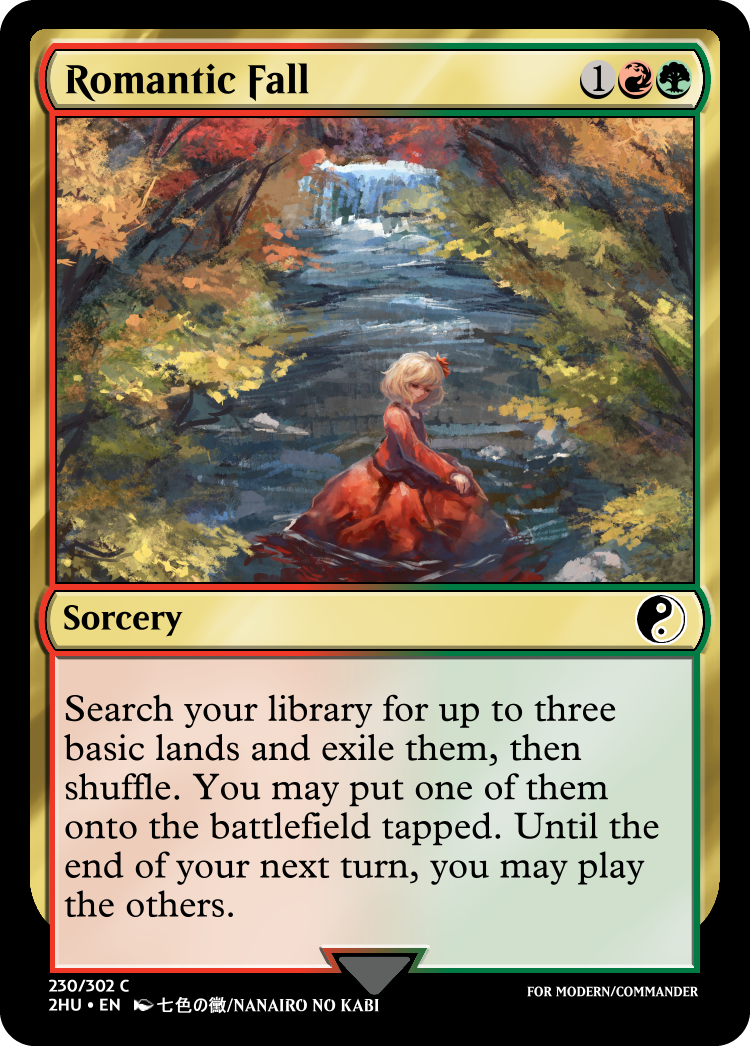 Romantic Fall 1
Sorcery
Search your library for up to three
basic lands and exile them, then
shuffle. You may put one of them
onto the battlefield tapped. Until the
end of your next turn, you may play
the others.
230/302 C
2HU • EN 七色の黴/NANAIRO NO KABI
FOR MODERN/COMMANDER